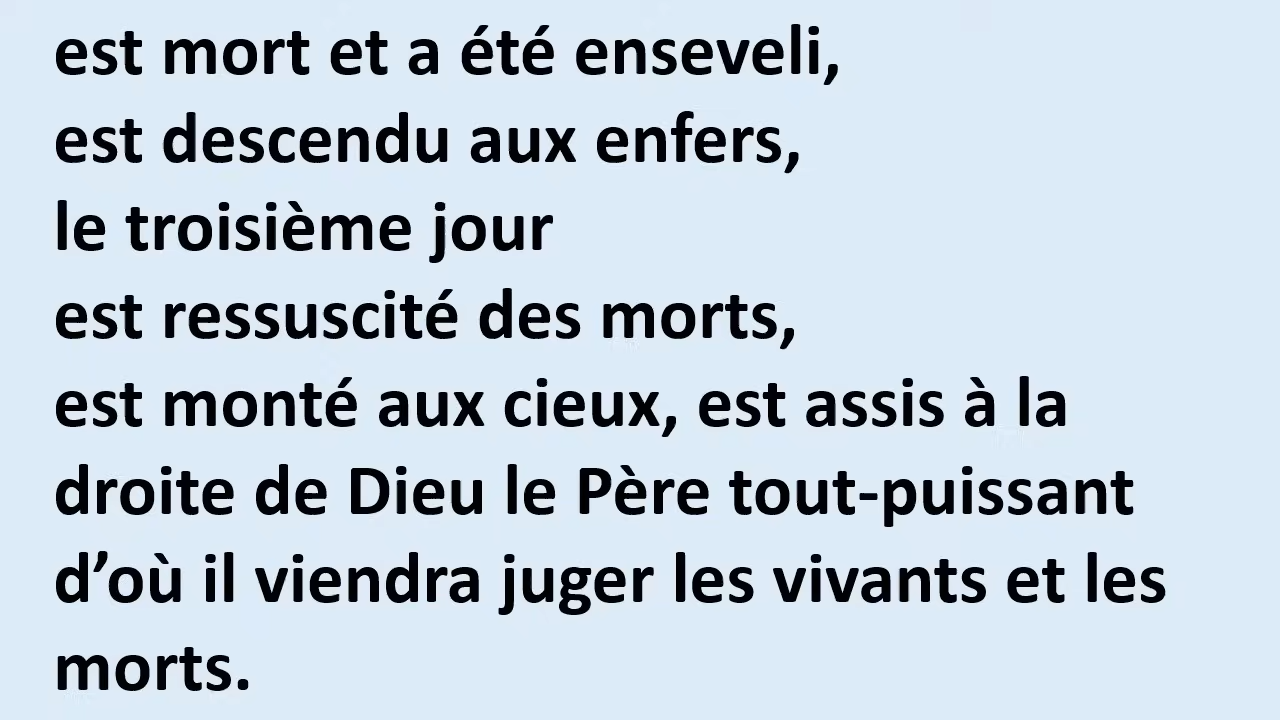 est mort et a été enseveli,
est descendu aux enfers,
le troisième jour
est ressuscité des morts,
est monté aux cieux, est assis à la
droite de Dieu le Père tout-puissant
d’où il viendra juger les vivants et les
morts.